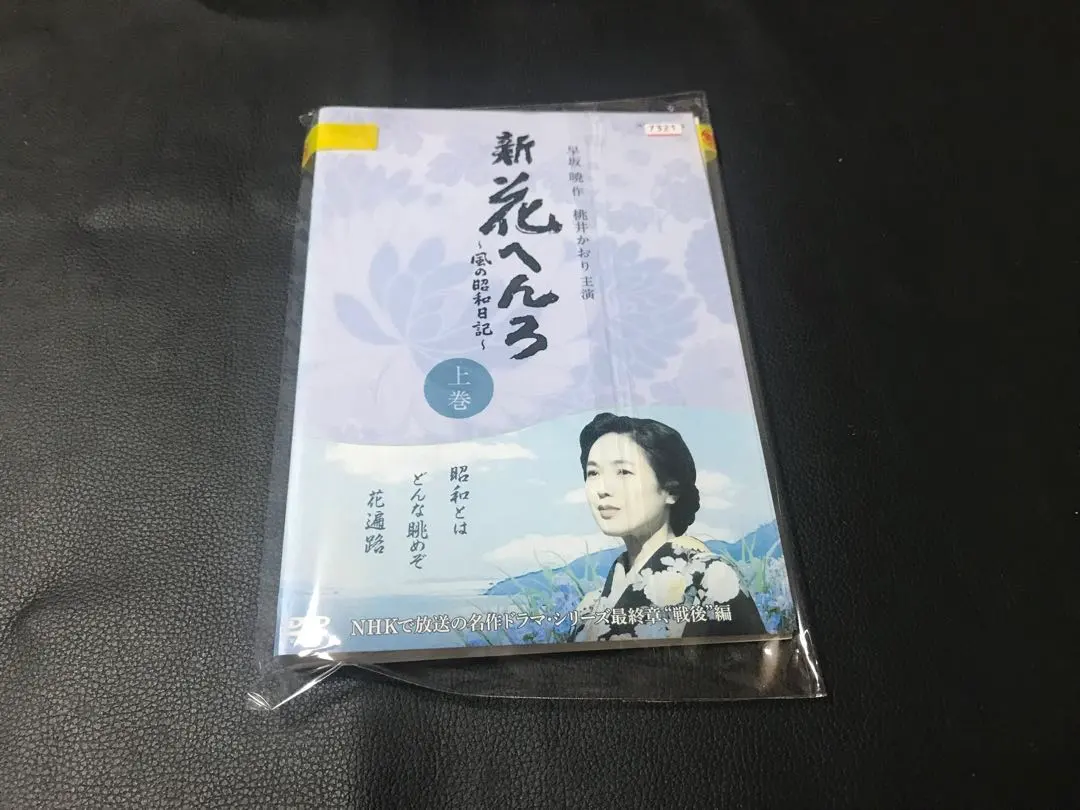 7321
早坂 暁 作 桃井かおり 主演
新花へんろ
~風の昭和日記~
上巻
昭和とは
どんな眺めぞ
花遍路
NHKで放送の名作ドラマ・シリーズ最終章、“戦後”編
DVD